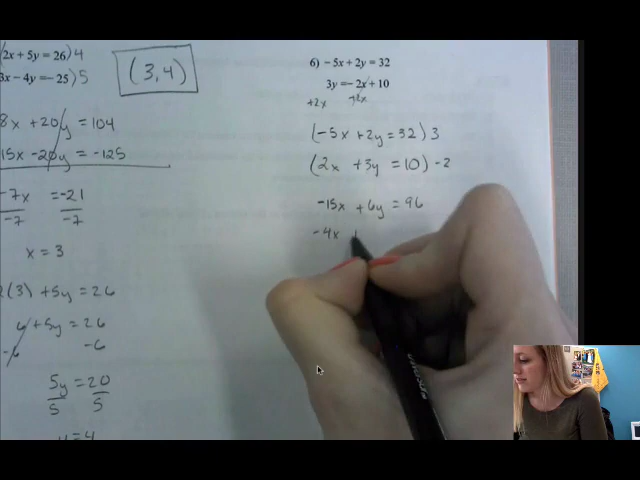 (2x + 5y = 26) 4
3x − 4y = −25) 5
(3,4)
8x + 20y = 104
15x − 20y = −125
−7x = −21
−7 −7
x = 3
2(3) + 5y = 26
6 + 5y = 26
−6 −6
5y = 20
5 5
y = 4
6) − 5x + 2y = 32
3y = − 2x + 10
+2x +2x
(−5x + 2y = 32) 3
(2x + 3y = 10) −2
−15x + 6y = 96
−4x